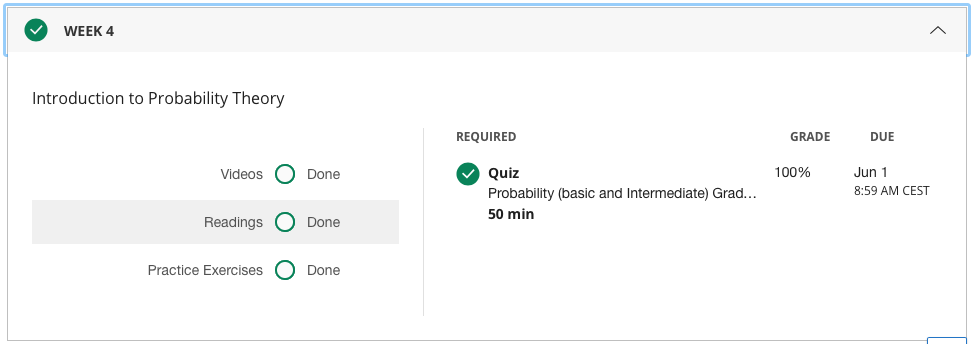 WEEK 4
Introduction to Probability Theory
Videos Done
Readings Done
Practice Exercises Done
REQUIRED GRADE DUE
Quiz 100% Jun 1
Probability (basic and Intermediate) Grad... 8:59 AM CEST
50 min